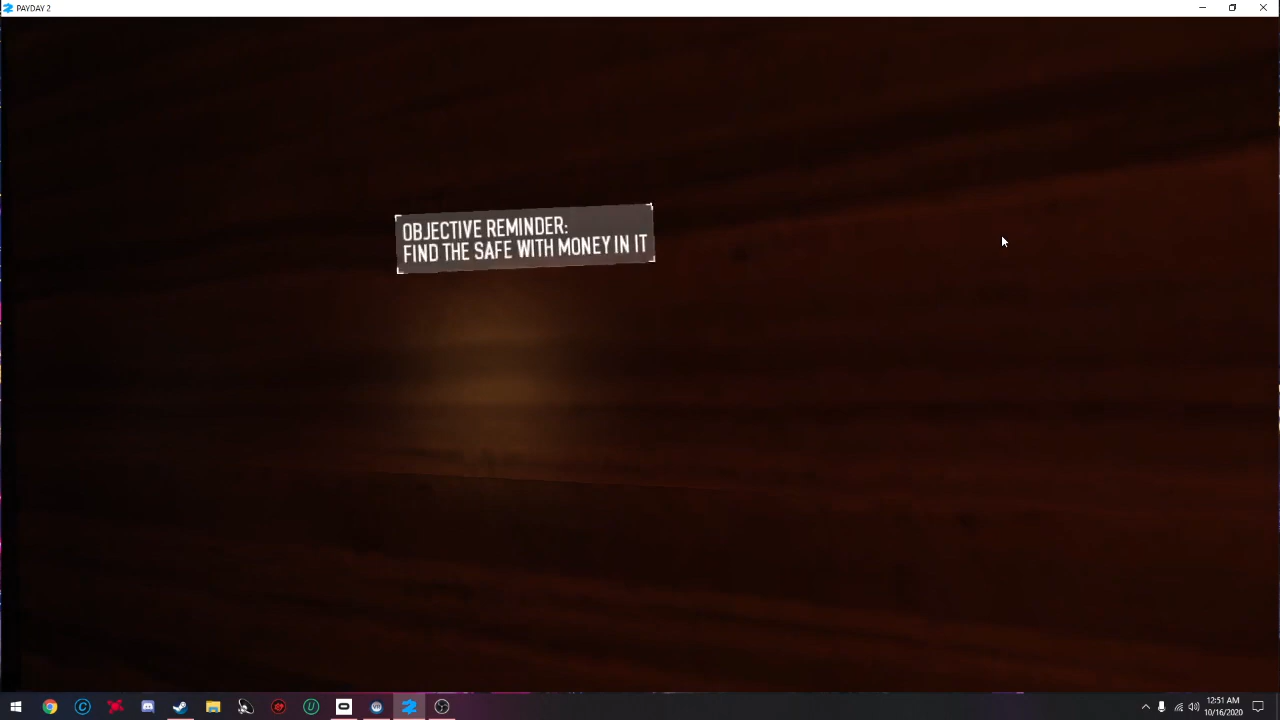 PAYDAY 2
OBJECTIVE REMINDER:
FIND THE SAFE WITH MONEY IN IT
12:51 AM
10/16/2020